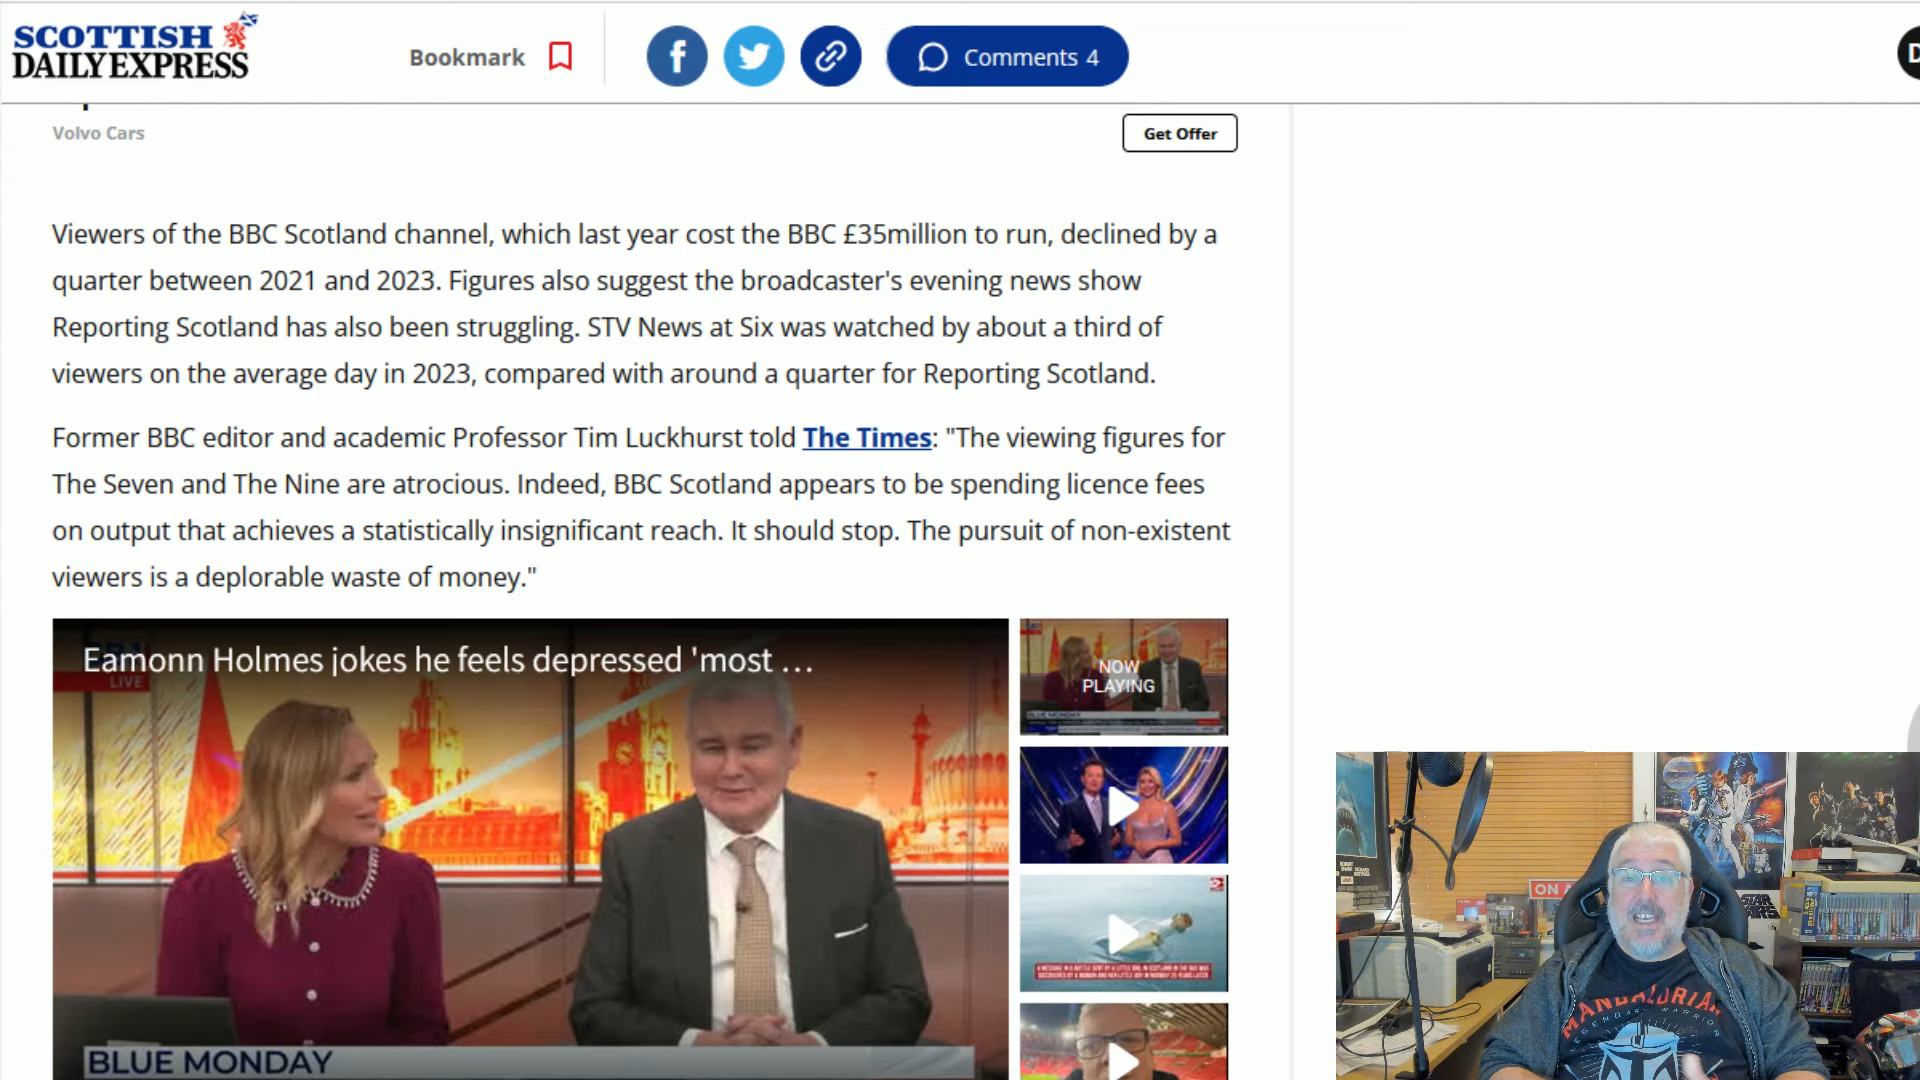 SCOTTISH
DAILY EXPRESS
Bookmark
Comments 4
D
Volvo Cars
Get Offer
Viewers of the BBC Scotland channel, which last year cost the BBC £35million to run, declined by a
quarter between 2021 and 2023. Figures also suggest the broadcaster's evening news show
Reporting Scotland has also been struggling. STV News at Six was watched by about a third of
viewers on the average day in 2023, compared with around a quarter for Reporting Scotland.
Former BBC editor and academic Professor Tim Luckhurst told The Times: "The viewing figures for
The Seven and The Nine are atrocious. Indeed, BBC Scotland appears to be spending licence fees
on output that achieves a statistically insignificant reach. It should stop. The pursuit of non-existent
viewers is a deplorable waste of money."
Eamonn Holmes jokes he feels depressed 'most ...
LIVE
BLUE MONDAY
NOW
PLAYING
BLUE MONDAY
ON A
STAR
WARS
MANDALORIAN